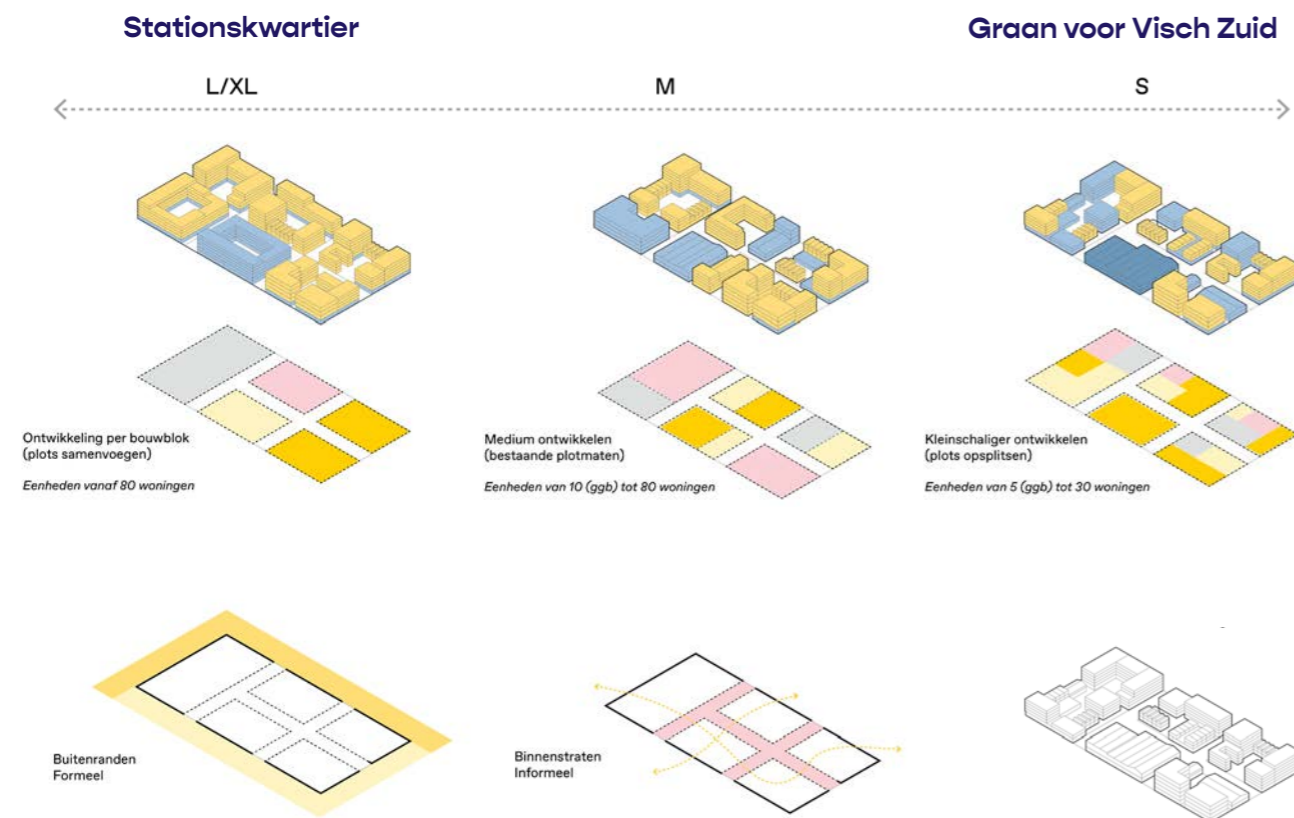 Stationskwartier
Graan voor Visch Zuid
L/XL
M
S
Ontwikkeling per bouwblok
(plots samenvoegen)
Eenheden vanaf 80 woningen
Medium ontwikkelen
(bestaande plotmaten)
Eenheden van 10 (ggb) tot 80 woningen
Kleinschaliger ontwikkelen
(plots opsplitsen)
Eenheden van 5 (ggb) tot 30 woningen
Buitenranden
Formeel
Binnenstraten
Informeel